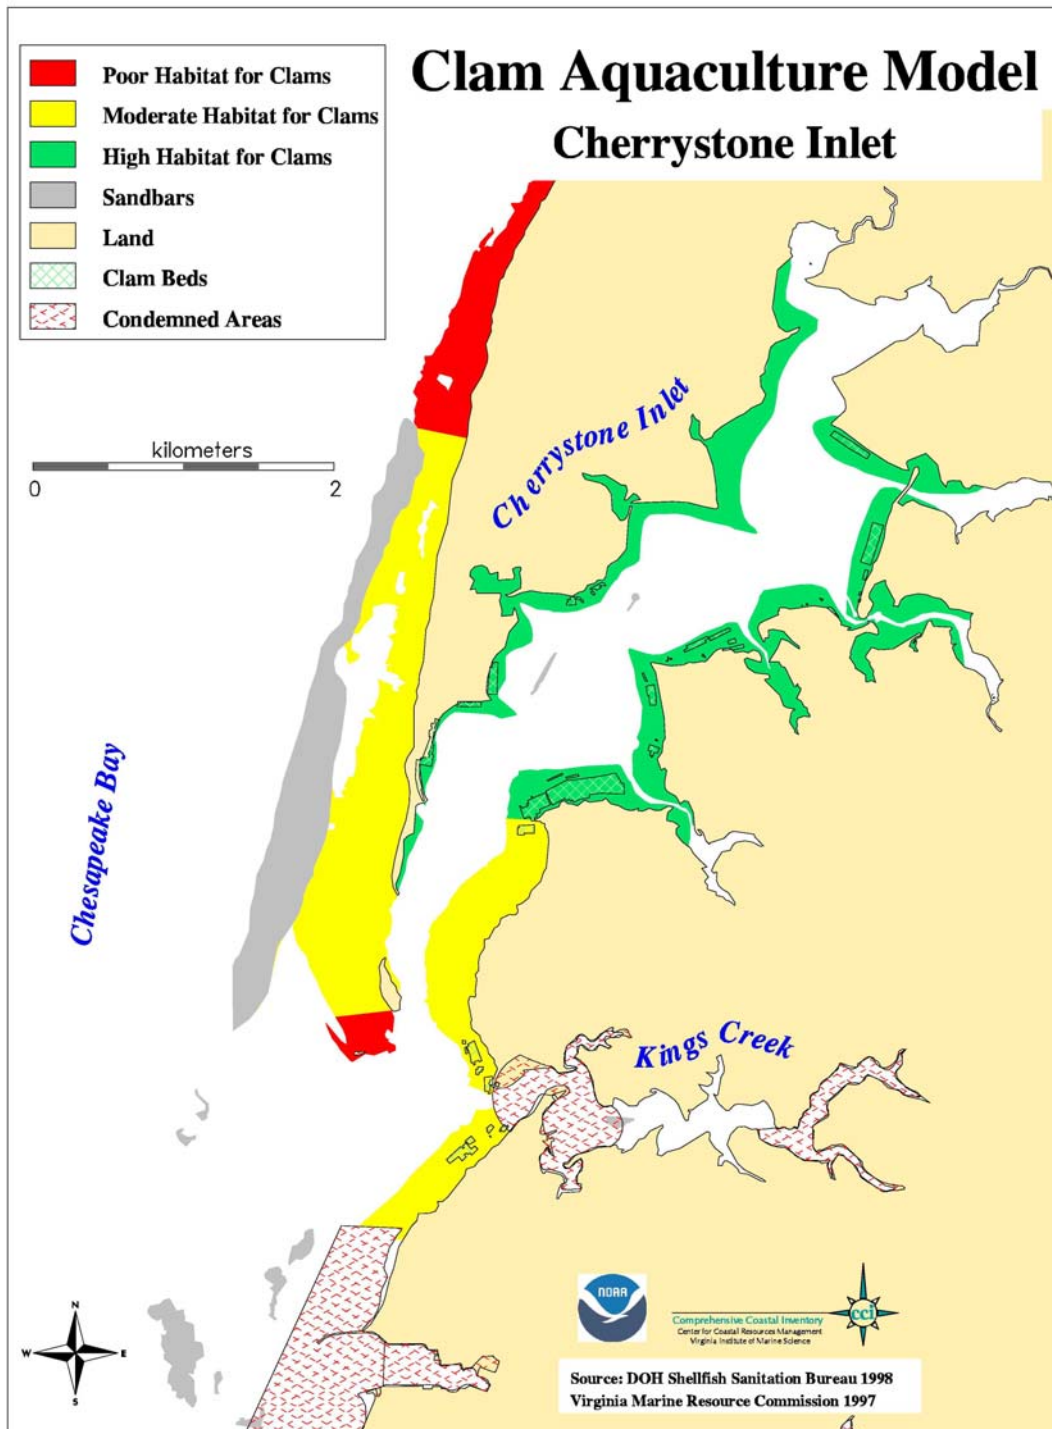 Clam Aquaculture Model
Cherrystone Inlet
Poor Habitat for Clams
Moderate Habitat for Clams
High Habitat for Clams
Sandbars
Land
Clam Beds
Condemned Areas
kilometers
0 2
Cherrystone Inlet
Chesapeake Bay
Kings Creek
N
W E
S
NOAA
cci
Comprehensive Coastal Inventory
Center for Coastal Resources Management
Virginia Institute of Marine Science
Source: DOH Shellfish Sanitation Bureau 1998
Virginia Marine Resource Commission 1997